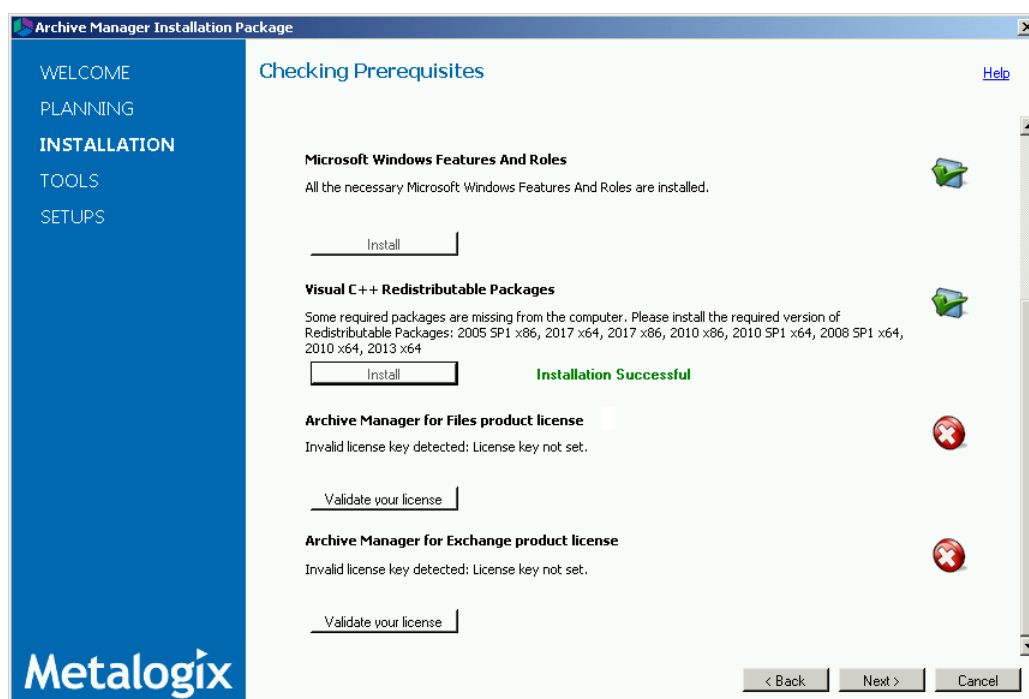 Archive Manager Installation Package
WELCOME
PLANNING
INSTALLATION
TOOLS
SETUPS
Checking Prerequisites
Help
Microsoft Windows Features And Roles
All the necessary Microsoft Windows Features And Roles are installed.
Install
Visual C++ Redistributable Packages
Some required packages are missing from the computer. Please install the required version of
Redistributable Packages: 2005 SP1 x86, 2017 x64, 2017 x86, 2010 x86, 2010 SP1 x64, 2008 SP1 x64,
2010 x64, 2013 x64
Install
Installation Successful
Archive Manager for Files product license
Invalid license key detected: License key not set.
Validate your license
Archive Manager for Exchange product license
Invalid license key detected: License key not set.
Validate your license
Metalogix
< Back
Next >
Cancel